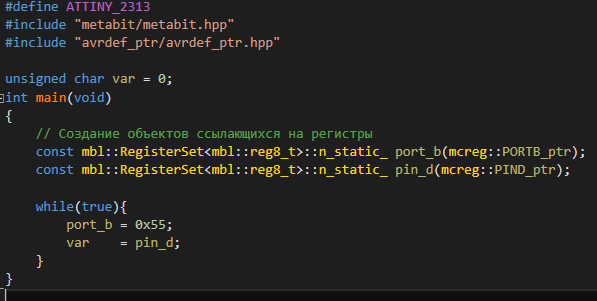 #define ATTINY_2313
#include "metabit/metabit.hpp"
#include "avrdef_ptr/avrdef_ptr.hpp"
unsigned char var = 0;
int main(void)
{
// Создание объектов ссылающихся на регистры
const mbl::RegisterSet<mbl::reg8_t>::n_static_ port_b(mcreg::PORTB_ptr);
const mbl::RegisterSet<mbl::reg8_t>::n_static_ pin_d(mcreg::PIND_ptr);
while(true){
port_b = 0x55;
var    = pin_d;
}
}